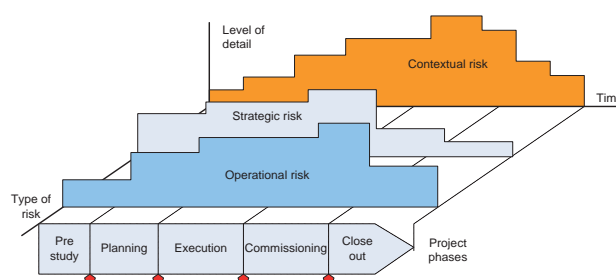 Level of
detail
Contextual risk
Tim
Strategic risk
Operational risk
Type of
risk
Pre
study
Planning
Execution
Commissioning
Close
out
Project
phases